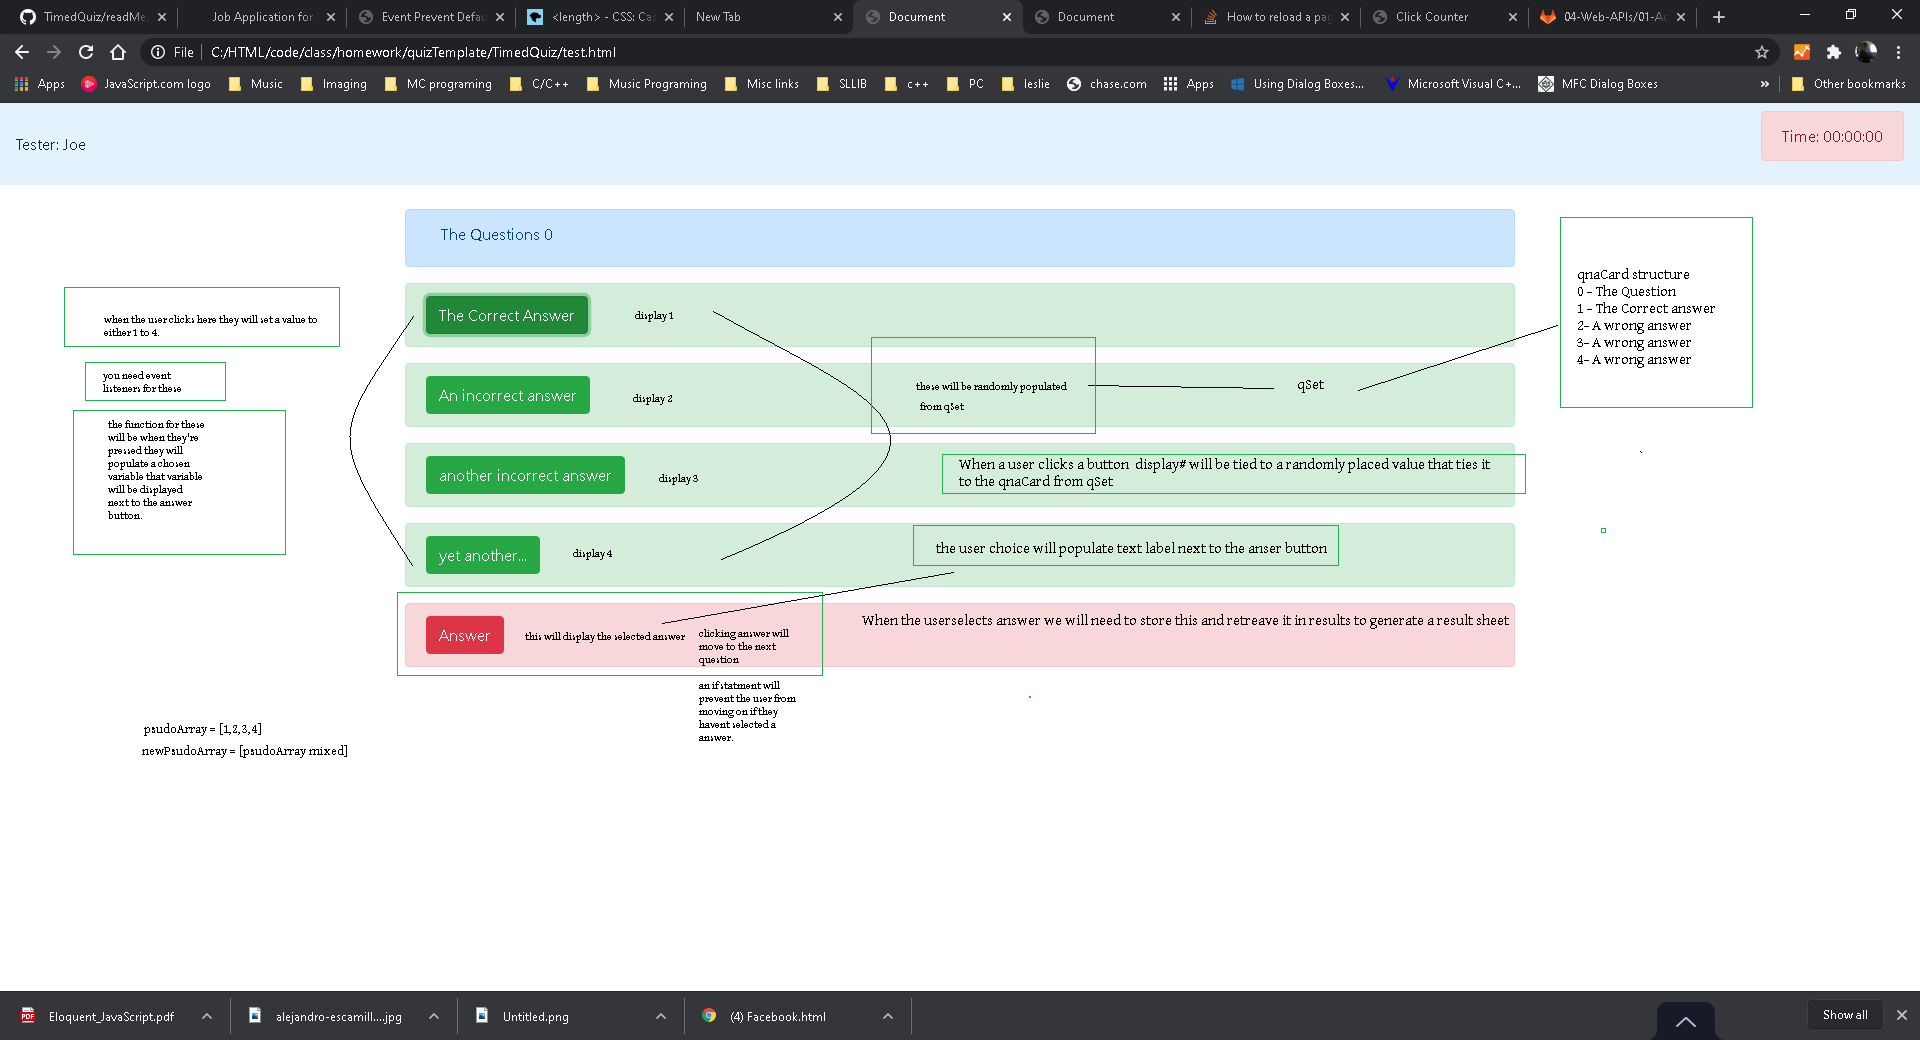 TimedQuiz/readMe.
Job Application for
Event Prevent Defau
<length> - CSS: Cas
New Tab
Document
Document
How to reload a pag
Click Counter
04-Web-APIs/01-Ac
File
C:/HTML/code/class/homework/quizTemplate/TimedQuiz/test.html
Apps
JavaScript.com logo
Music
Imaging
MC programing
C/C++
Music Programing
Misc links
SLLIB
c++
PC
leslie
chase.com
Apps
Using Dialog Boxes...
Microsoft Visual C+...
MFC Dialog Boxes
»
Other bookmarks
Tester: Joe
Time: 00:00:00
The Questions 0
when the user clicks here they will set a value to
either 1 to 4.
you need event
listeners for these
the function for these
will be when they're
pressed they will
populate a chosen
variable that variable
will be displayed
next to the answer
button.
The Correct Answer
display 1
An incorrect answer
display 2
another incorrect answer
display 3
yet another...
display 4
these will be randomly populated
from qSet
qSet
qnaCard structure
0 - The Question
1 - The Correct answer
2- A wrong answer
3- A wrong answer
4- A wrong answer
When a user clicks a button display# will be tied to a randomly placed value that ties it
to the qnaCard from qSet
the user choice will populate text label next to the anser button
Answer
this will display the selected answer
clicking answer will
move to the next
question
When the userselects answer we will need to store this and retreave it in results to generate a result sheet
an if statment will
prevent the user from
moving on if they
havent selected a
answer.
psudoArray = [1,2,3,4]
newPsudoArray = [psudoArray mixed]
PDF
Eloquent_JavaScript.pdf
alejandro-escamill....jpg
Untitled.png
(4) Facebook.html
Show all